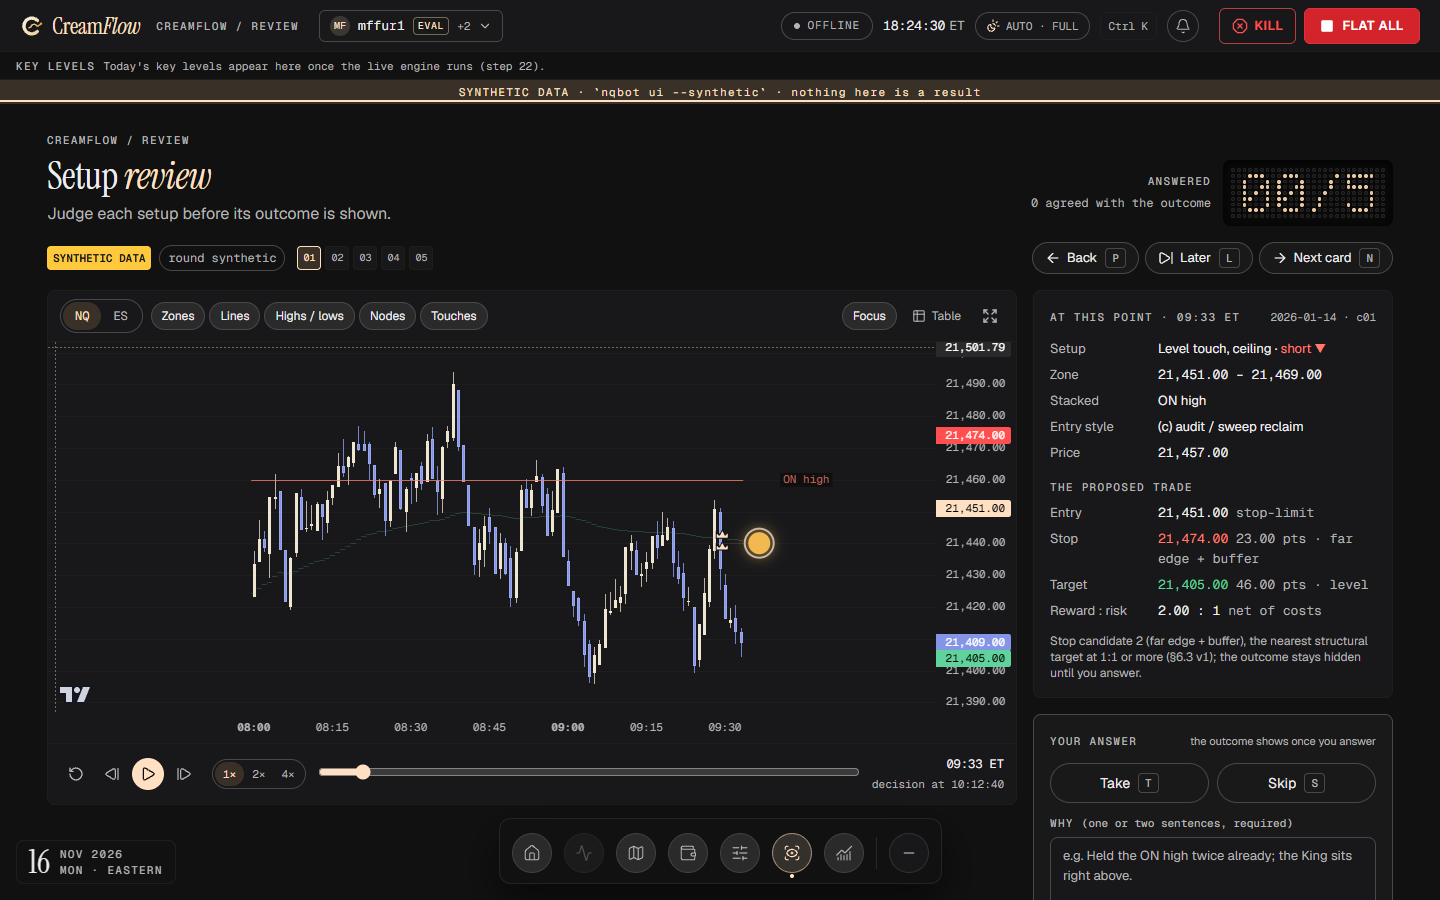 CreamFlow
CREAMFLOW / REVIEW
MF mffur1 EVAL +2
OFFLINE
18:24:30 ET
AUTO · FULL
Ctrl K
KILL
FLAT ALL
KEY LEVELS Today's key levels appear here once the live engine runs (step 22).
SYNTHETIC DATA · `nqbot ui --synthetic` · nothing here is a result
CREAMFLOW / REVIEW
Setup review
Judge each setup before its outcome is shown.
ANSWERED
0 agreed with the outcome
00/5
SYNTHETIC DATA
round synthetic
01 02 03 04 05
Back P
Later L
Next card N
NQ ES
Zones
Lines
Highs / lows
Nodes
Touches
Focus
Table
21,501.79
21,490.00
21,480.00
21,474.00
21,470.00
21,460.00
ON high
21,451.00
21,440.00
21,430.00
21,420.00
21,409.00
21,405.00
21,400.00
21,390.00
08:00 08:15 08:30 08:45 09:00 09:15 09:30
1× 2× 4×
09:33 ET
decision at 10:12:40
AT THIS POINT · 09:33 ET 2026-01-14 · c01
Setup Level touch, ceiling · short ▼
Zone 21,451.00 – 21,469.00
Stacked ON high
Entry style (c) audit / sweep reclaim
Price 21,457.00
THE PROPOSED TRADE
Entry 21,451.00 stop-limit
Stop 21,474.00 23.00 pts · far
edge + buffer
Target 21,405.00 46.00 pts · level
Reward : risk 2.00 : 1 net of costs
Stop candidate 2 (far edge + buffer), the nearest structural
target at 1:1 or more (§6.3 v1); the outcome stays hidden
until you answer.
YOUR ANSWER the outcome shows once you answer
Take T
Skip S
WHY (one or two sentences, required)
e.g. Held the ON high twice already; the King sits
right above.
16 NOV 2026
MON · EASTERN